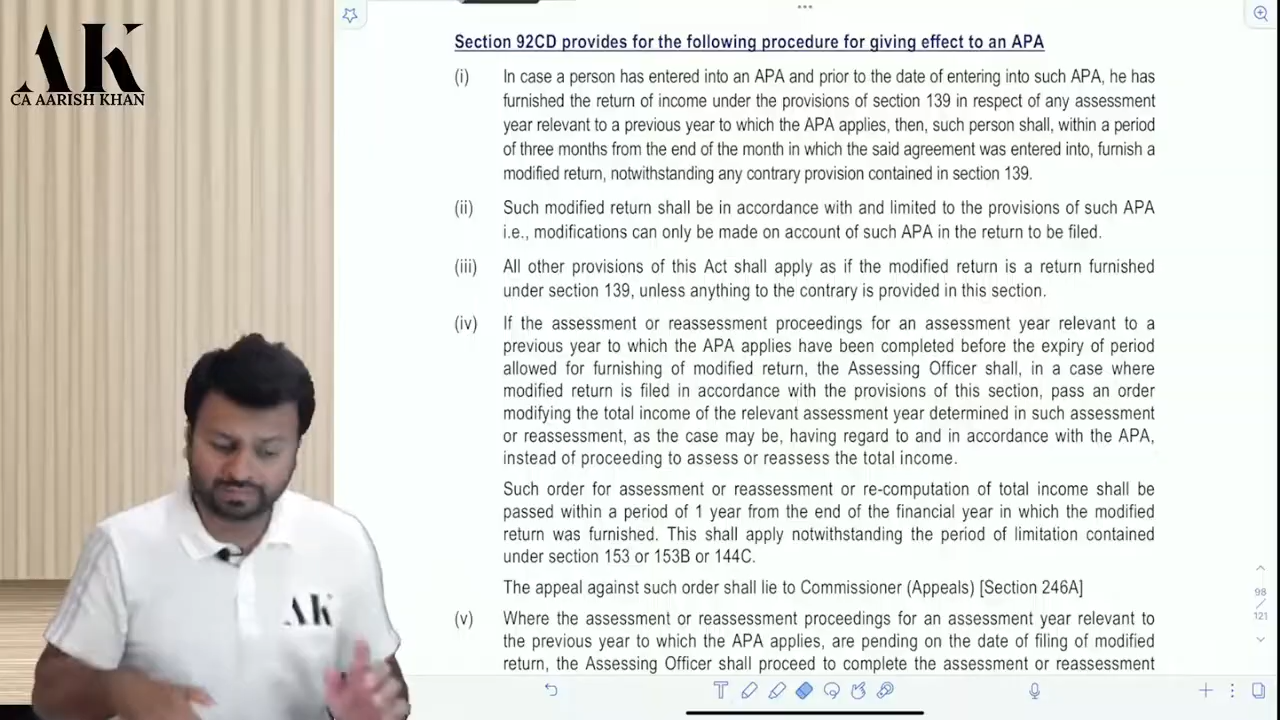 AK
CA AARISH KHAN
Section 92CD provides for the following procedure for giving effect to an APA
(i) In case a person has entered into an APA and prior to the date of entering into such APA, he has
furnished the return of income under the provisions of section 139 in respect of any assessment
year relevant to a previous year to which the APA applies, then, such person shall, within a period
of three months from the end of the month in which the said agreement was entered into, furnish a
modified return, notwithstanding any contrary provision contained in section 139.
(ii) Such modified return shall be in accordance with and limited to the provisions of such APA
i.e., modifications can only be made on account of such APA in the return to be filed.
(iii) All other provisions of this Act shall apply as if the modified return is a return furnished
under section 139, unless anything to the contrary is provided in this section.
(iv) If the assessment or reassessment proceedings for an assessment year relevant to a
previous year to which the APA applies have been completed before the expiry of period
allowed for furnishing of modified return, the Assessing Officer shall, in a case where
modified return is filed in accordance with the provisions of this section, pass an order
modifying the total income of the relevant assessment year determined in such assessment
or reassessment, as the case may be, having regard to and in accordance with the APA,
instead of proceeding to assess or reassess the total income.
Such order for assessment or reassessment or re-computation of total income shall be
passed within a period of 1 year from the end of the financial year in which the modified
return was furnished. This shall apply notwithstanding the period of limitation contained
under section 153 or 153B or 144C.
The appeal against such order shall lie to Commissioner (Appeals) [Section 246A]
(v) Where the assessment or reassessment proceedings for an assessment year relevant to
the previous year to which the APA applies, are pending on the date of filing of modified
return, the Assessing Officer shall proceed to complete the assessment or reassessment
98
121
AK